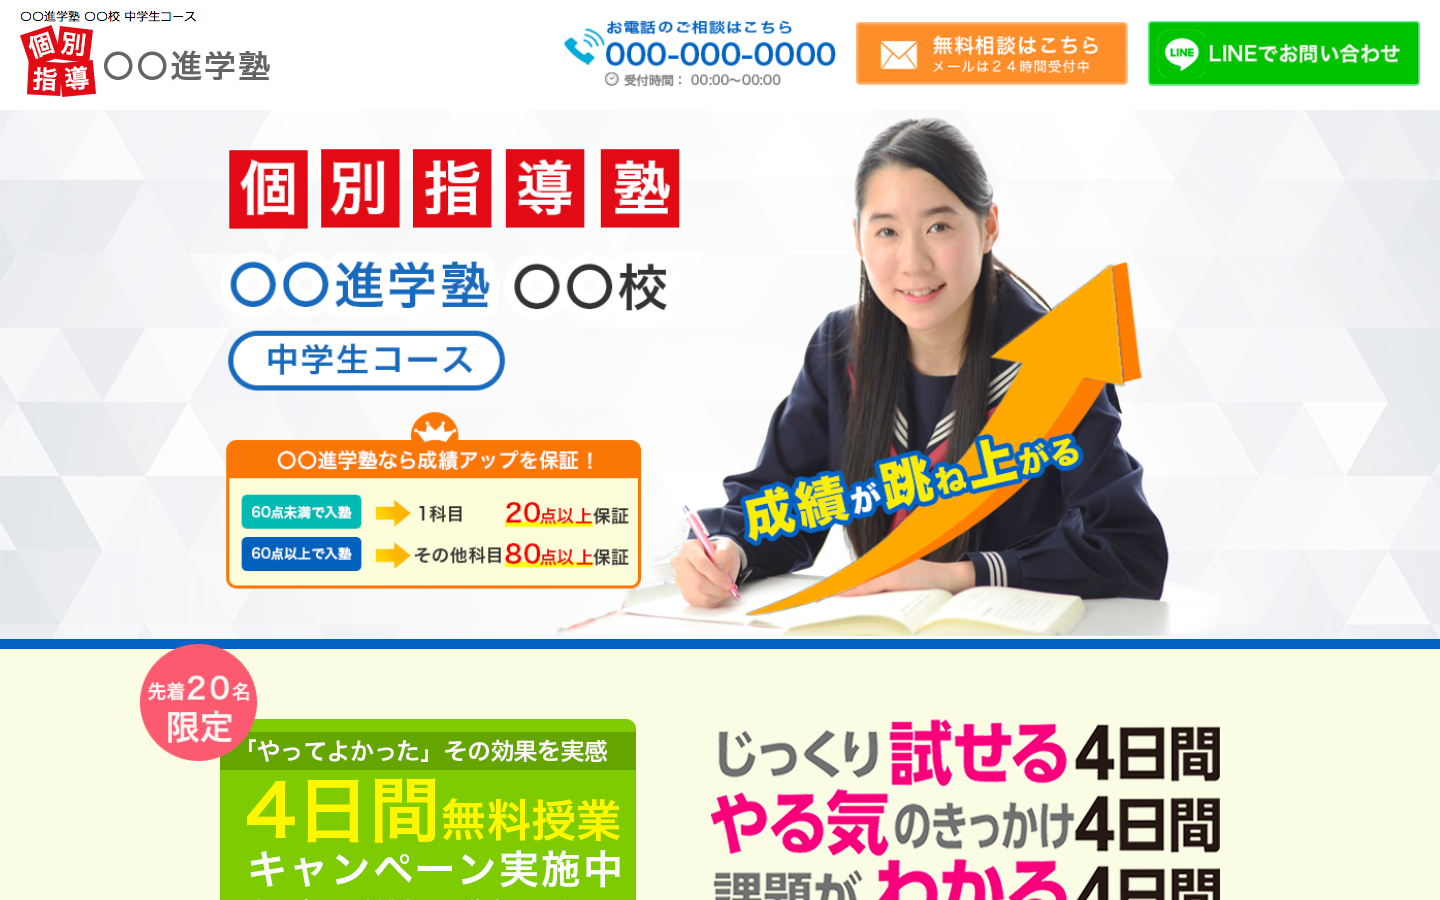 〇〇進学塾 〇〇校 中学生コース
個別指導
〇〇進学塾
お電話のご相談はこちら
000-000-0000
受付時間： 00:00〜00:00
無料相談はこちら
メールは２４時間受付中
LINE
LINEでお問い合わせ
個別指導塾
〇〇進学塾 〇〇校
中学生コース
〇〇進学塾なら成績アップを保証！
60点未満で入塾
1科目
20点以上保証
60点以上で入塾
その他科目80点以上保証
成績が跳ね上がる
先着20名
限定
「やってよかった」その効果を実感
4日間無料授業
キャンペーン実施中
じっくり試せる4日間
やる気のきっかけ4日間
課題がわかる4日間